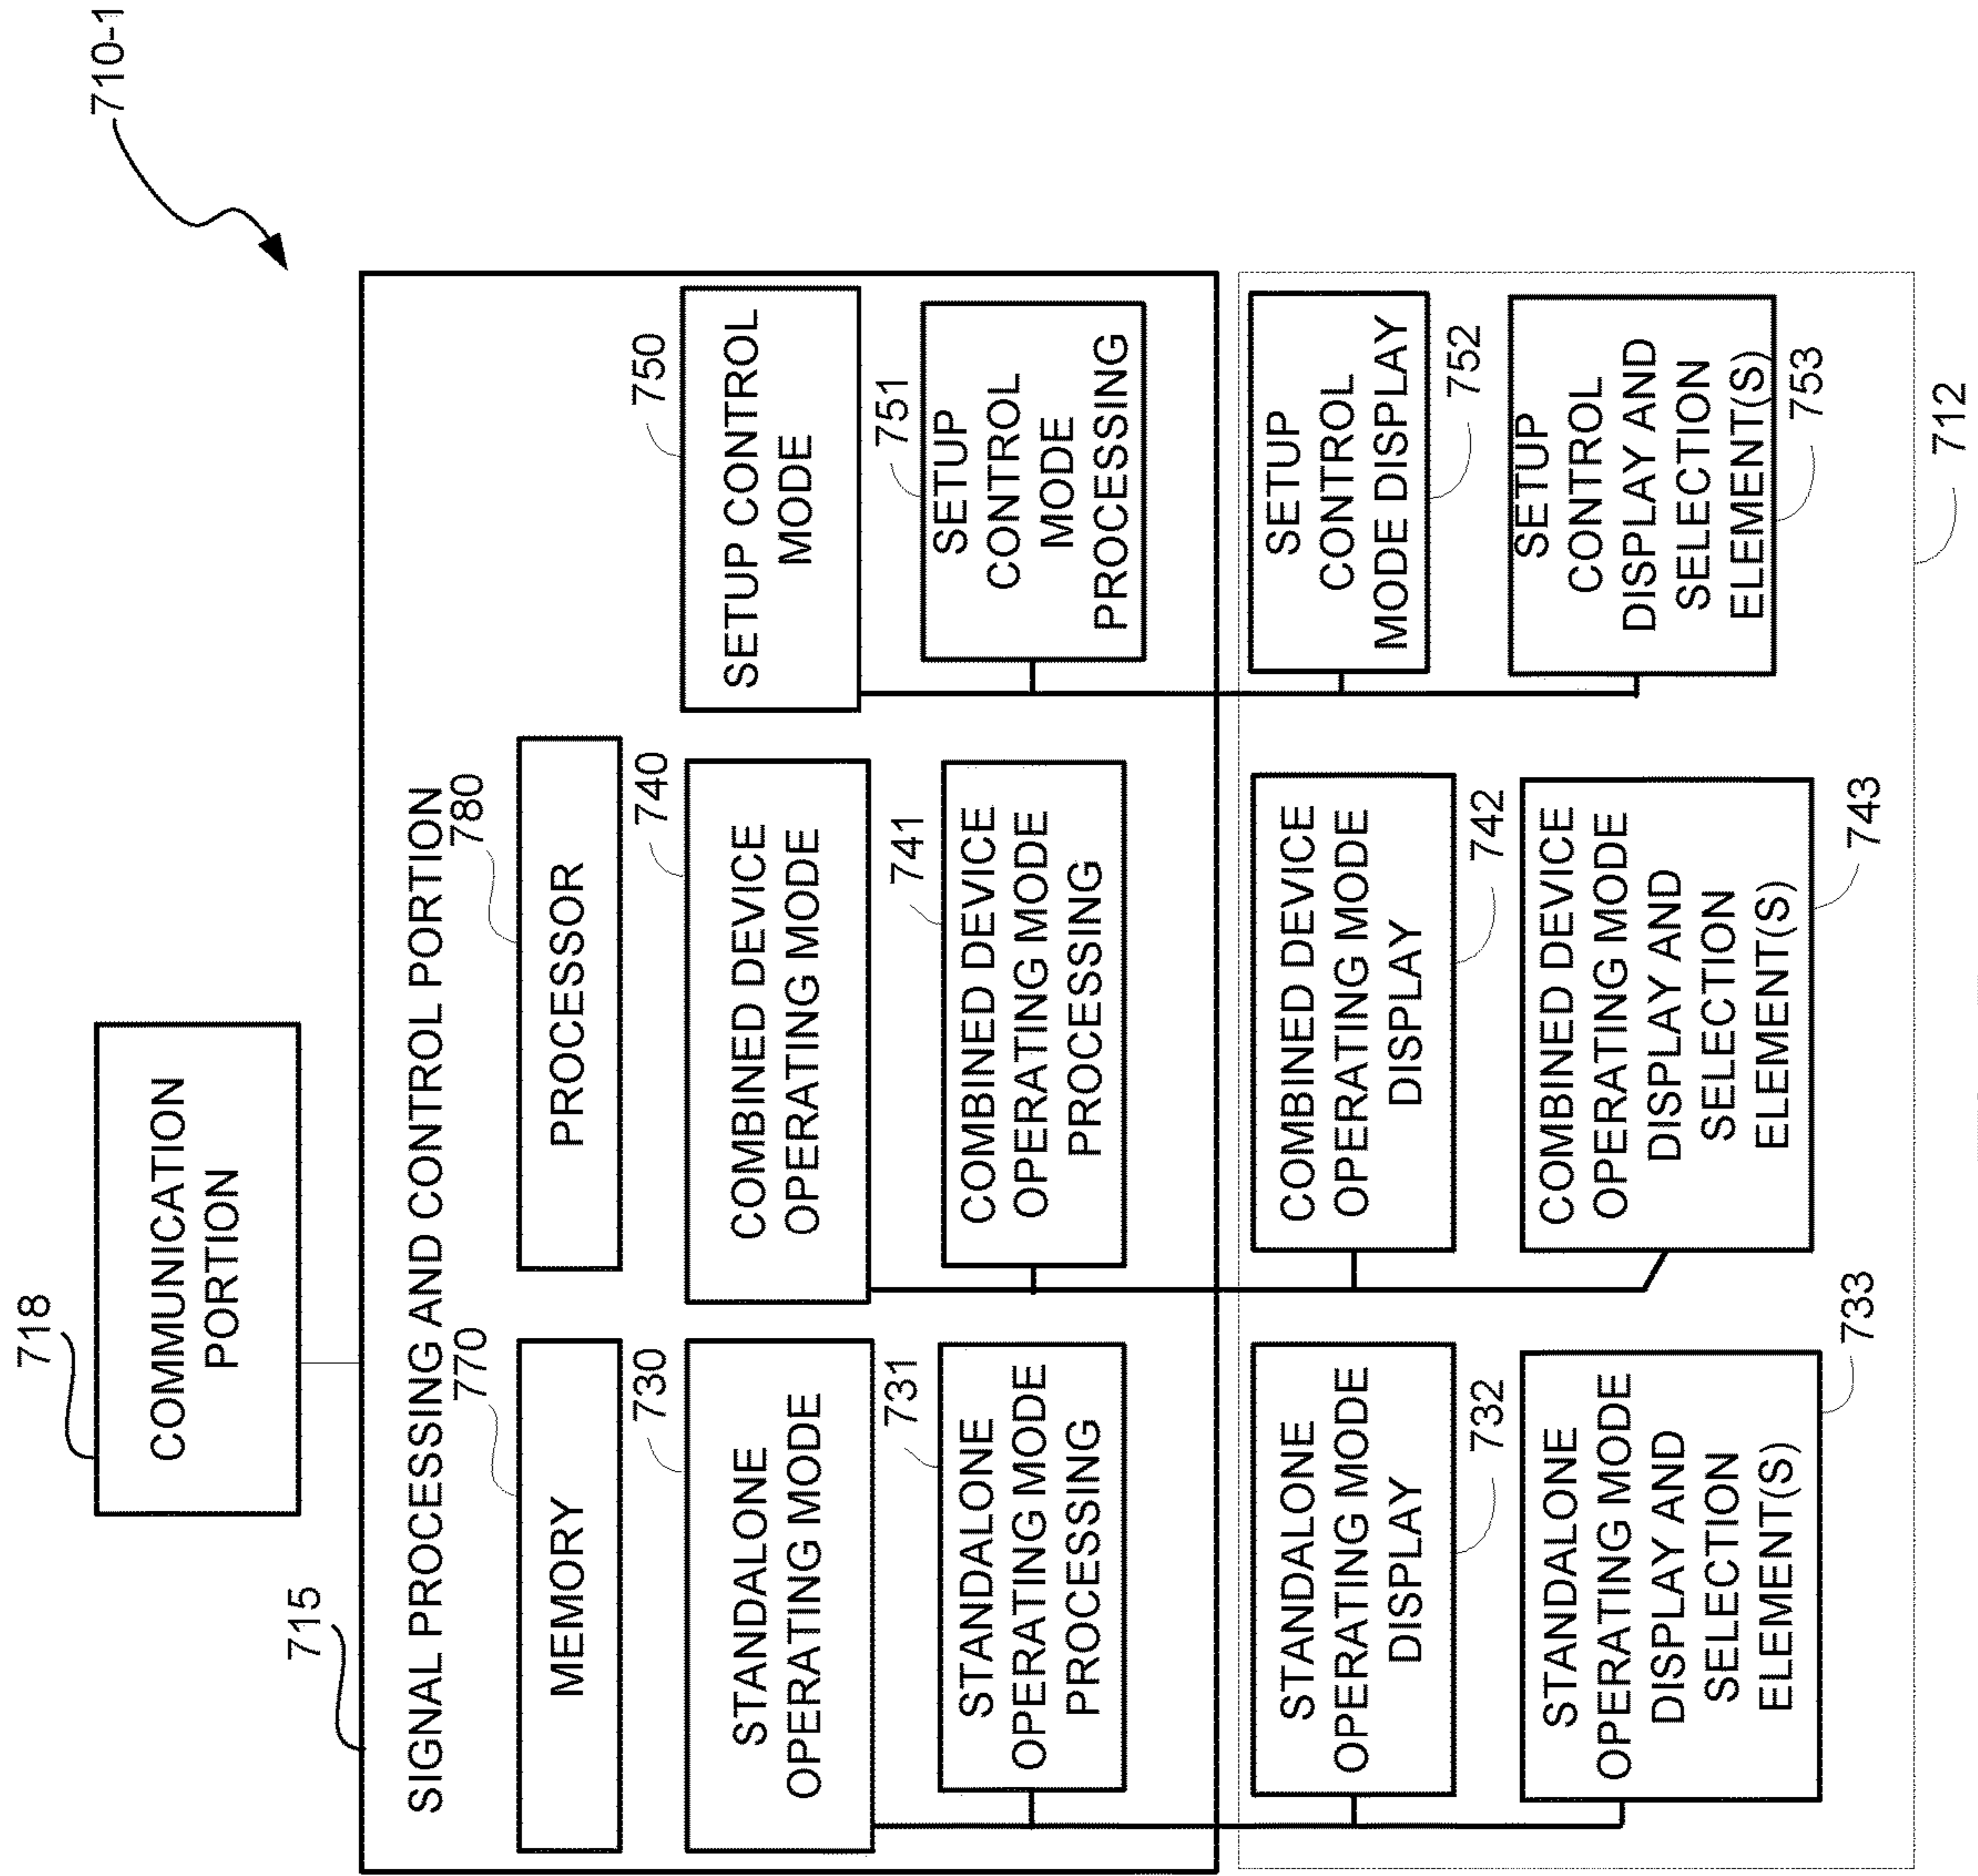 710-1
718
COMMUNICATION
PORTION
715
SIGNAL PROCESSING AND CONTROL PORTION
770
MEMORY
780
PROCESSOR
730
STANDALONE
OPERATING MODE
740
COMBINED DEVICE
OPERATING MODE
750
SETUP CONTROL
MODE
731
STANDALONE
OPERATING MODE
PROCESSING
741
COMBINED DEVICE
OPERATING MODE
PROCESSING
751
SETUP
CONTROL
MODE
PROCESSING
STANDALONE
OPERATING MODE
DISPLAY
732
COMBINED DEVICE
OPERATING MODE
DISPLAY
742
SETUP
CONTROL
MODE DISPLAY
752
STANDALONE
OPERATING MODE
DISPLAY AND
SELECTION
ELEMENT(S)
733
COMBINED DEVICE
OPERATING MODE
DISPLAY AND
SELECTION
ELEMENT(S)
743
SETUP
CONTROL
DISPLAY AND
SELECTION
ELEMENT(S)
753
712